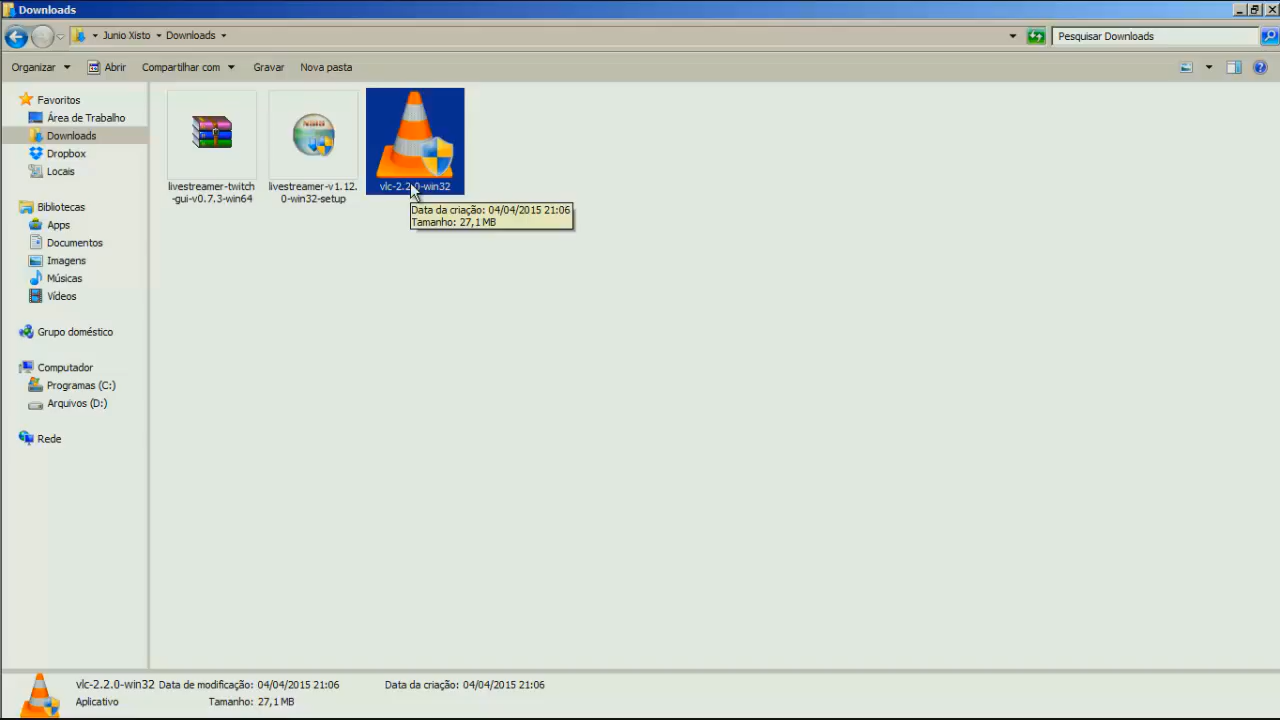 Downloads
Junio Xisto
Downloads
Pesquisar Downloads
Organizar
Abrir
Compartilhar com
Gravar
Nova pasta
Favoritos
Área de Trabalho
Downloads
Dropbox
Locais
Bibliotecas
Apps
Documentos
Imagens
Músicas
Vídeos
Grupo doméstico
Computador
Programas (C:)
Arquivos (D:)
Rede
livestreamer-twitch
-gui-v0.7.3-win64
livestreamer-v1.12.
0-win32-setup
vlc-2.2.0-win32
Data da criação: 04/04/2015 21:06
Tamanho: 27,1 MB
vlc-2.2.0-win32 Data de modificação: 04/04/2015 21:06 Data da criação: 04/04/2015 21:06
Aplicativo Tamanho: 27,1 MB